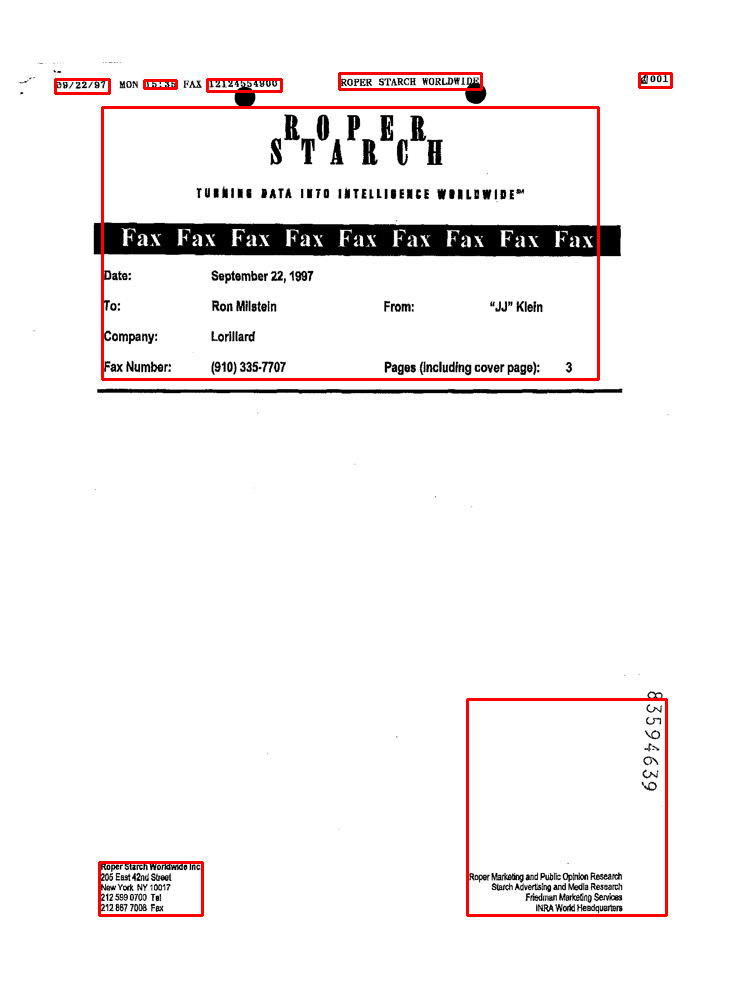 09/22/97 MON 15:35 FAX 12124554900 ROPER STARCH WORLDWIDE 001
ROPER
STARCH
TURNING DATA INTO INTELLIGENCE WORLDWIDE℠
Fax Fax Fax Fax Fax Fax Fax Fax Fax
Date: September 22, 1997
To: Ron Milstein From: “JJ” Klein
Company: Lorillard
Fax Number: (910) 335-7707 Pages (including cover page): 3
83594639
Roper Starch Worldwide Inc.
205 East 42nd Street
New York NY 10017
212 599 0700 Tel
212 867 7008 Fax
Roper Marketing and Public Opinion Research
Starch Advertising and Media Research
Friedman Marketing Services
INRA World Headquarters